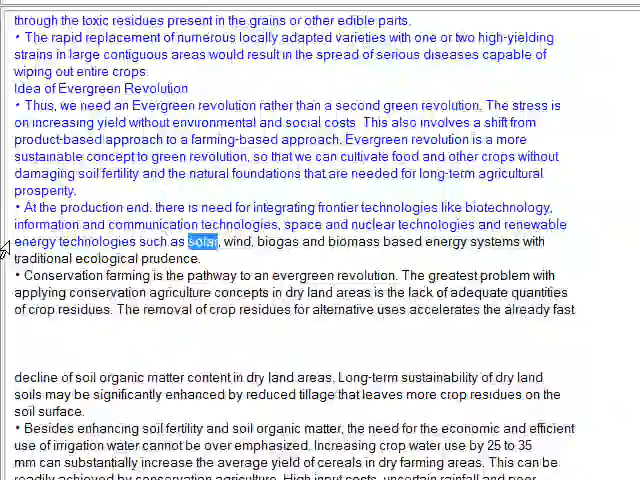 through the toxic residues present in the grains or other edible parts.
• The rapid replacement of numerous locally adapted varieties with one or two high-yielding
strains in large contiguous areas would result in the spread of serious diseases capable of
wiping out entire crops.
Idea of Evergreen Revolution
• Thus, we need an Evergreen revolution rather than a second green revolution. The stress is
on increasing yield without environmental and social costs. This also involves a shift from
product-based approach to a farming-based approach. Evergreen revolution is a more
sustainable concept to green revolution, so that we can cultivate food and other crops without
damaging soil fertility and the natural foundations that are needed for long-term agricultural
prosperity.
• At the production end, there is need for integrating frontier technologies like biotechnology,
information and communication technologies, space and nuclear technologies and renewable
energy technologies such as solar, wind, biogas and biomass based energy systems with
traditional ecological prudence.
• Conservation farming is the pathway to an evergreen revolution. The greatest problem with
applying conservation agriculture concepts in dry land areas is the lack of adequate quantities
of crop residues. The removal of crop residues for alternative uses accelerates the already fast
decline of soil organic matter content in dry land areas. Long-term sustainability of dry land
soils may be significantly enhanced by reduced tillage that leaves more crop residues on the
soil surface.
• Besides enhancing soil fertility and soil organic matter, the need for the economic and efficient
use of irrigation water cannot be over emphasized. Increasing crop water use by 25 to 35
mm can substantially increase the average yield of cereals in dry farming areas. This can be
readily achieved by conservation agriculture. High input costs, uncertain rainfall and poor